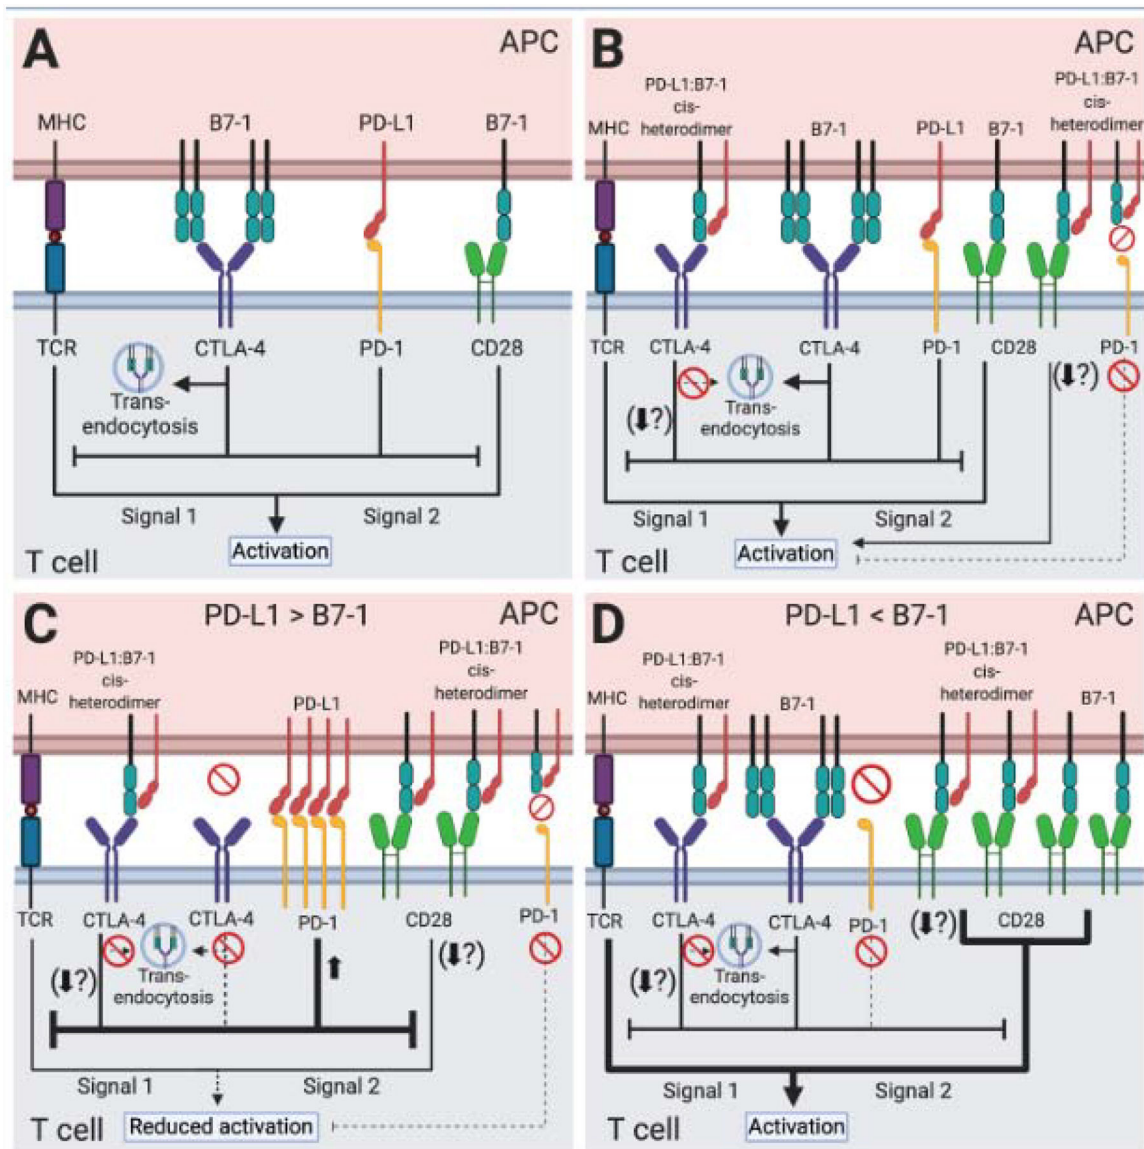 A
APC
MHC
B7-1
PD-L1
B7-1
TCR
CTLA-4
PD-1
CD28
Trans-
endocytosis
Signal 1
Signal 2
Activation
T cell
B
APC
PD-L1:B7-1
cis-
heterodimer
PD-L1:B7-1
cis-
heterodimer
MHC
B7-1
PD-L1
B7-1
TCR
CTLA-4
CTLA-4
PD-1
CD28
PD-1
(⬇?)
(⬇?)
Trans-
endocytosis
Signal 1
Signal 2
Activation
T cell
C
PD-L1 > B7-1
APC
PD-L1:B7-1
cis-
heterodimer
PD-L1:B7-1
cis-
heterodimer
MHC
PD-L1
TCR
CTLA-4
CTLA-4
PD-1
CD28
PD-1
(⬇?)
(⬇?)
Trans-
endocytosis
Signal 1
Signal 2
Reduced activation
T cell
D
PD-L1 < B7-1
APC
PD-L1:B7-1
cis-
heterodimer
PD-L1:B7-1
cis-
heterodimer
MHC
B7-1
B7-1
TCR
CTLA-4
CTLA-4
PD-1
(⬇?)
CD28
(⬇?)
Trans-
endocytosis
Signal 1
Signal 2
Activation
T cell